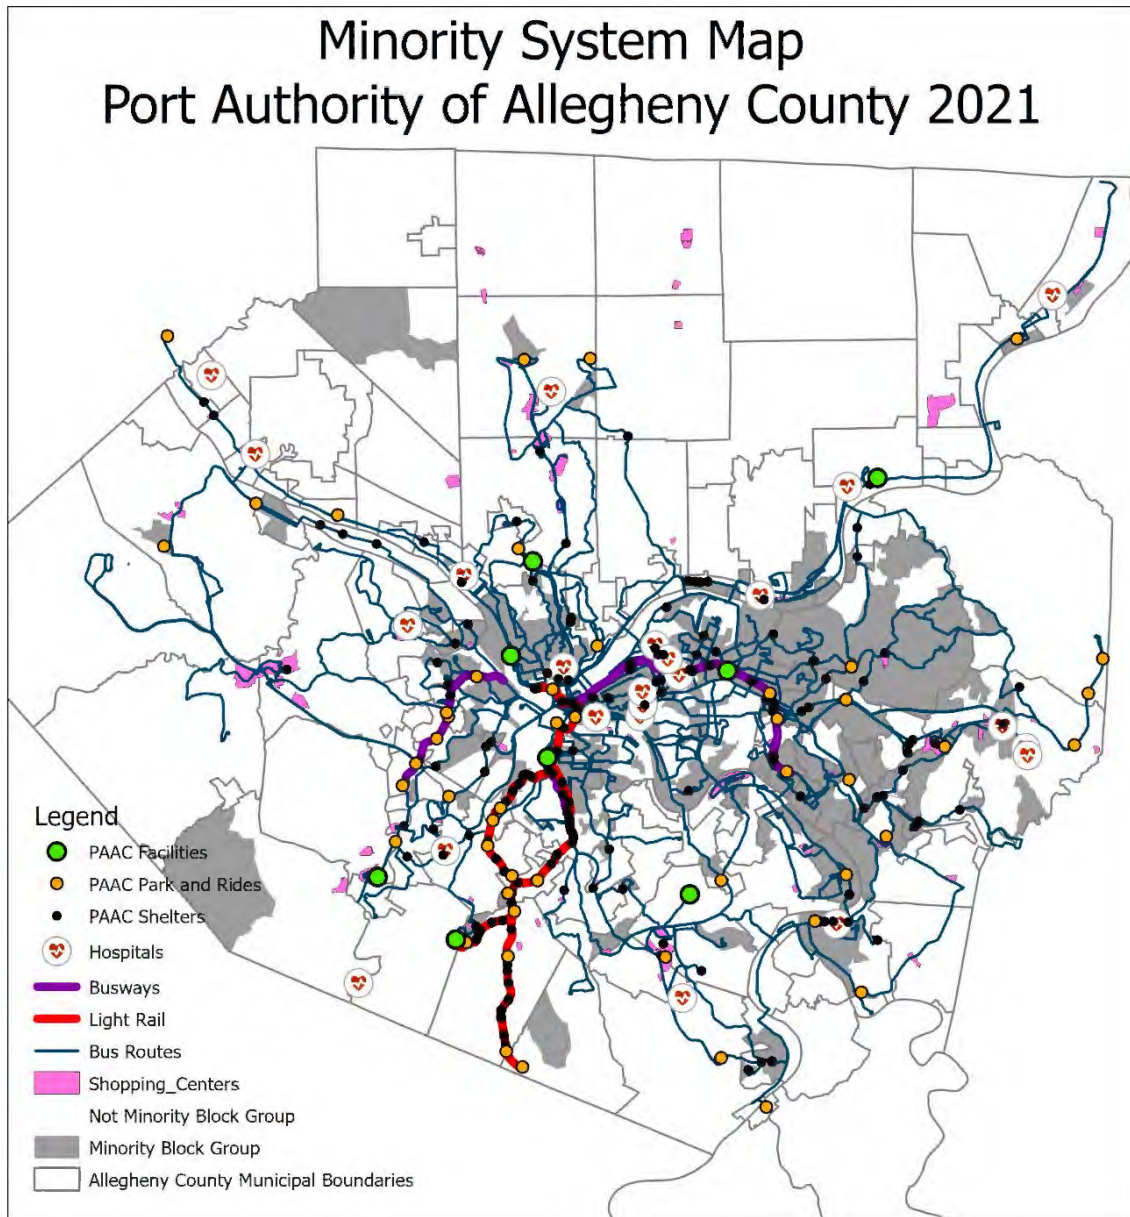 Minority System Map
Port Authority of Allegheny County 2021
Legend
PAAC Facilities
PAAC Park and Rides
PAAC Shelters
Hospitals
Busways
Light Rail
Bus Routes
Shopping_Centers
Not Minority Block Group
Minority Block Group
Allegheny County Municipal Boundaries